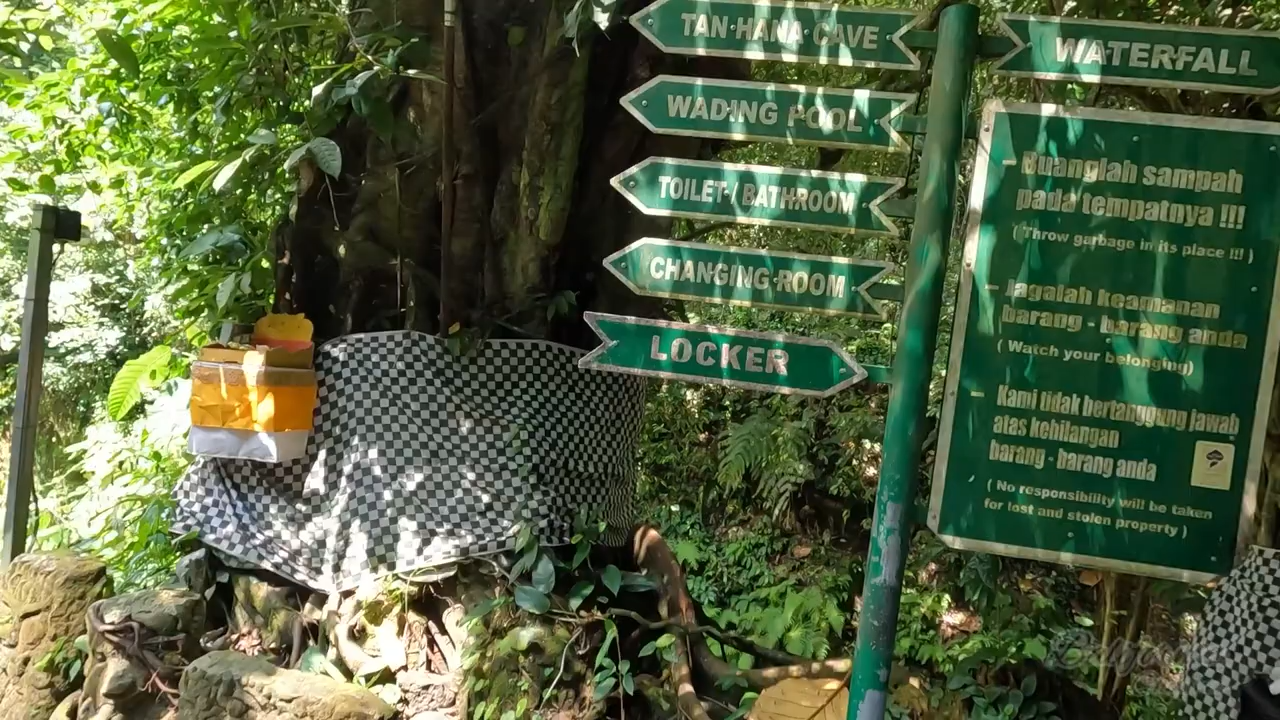 TAN-HANA CAVE
WATERFALL
WADING POOL
TOILET / BATHROOM
CHANGING ROOM
LOCKER
- Buanglah sampah
pada tempatnya !!!
( Throw garbage in its place !!! )
- Jagalah keamanan
barang - barang anda
( Watch your belonging)
- Kami tidak bertanggung jawab
atas kehilangan
barang - barang anda
( No responsibility will be taken
for lost and stolen property )